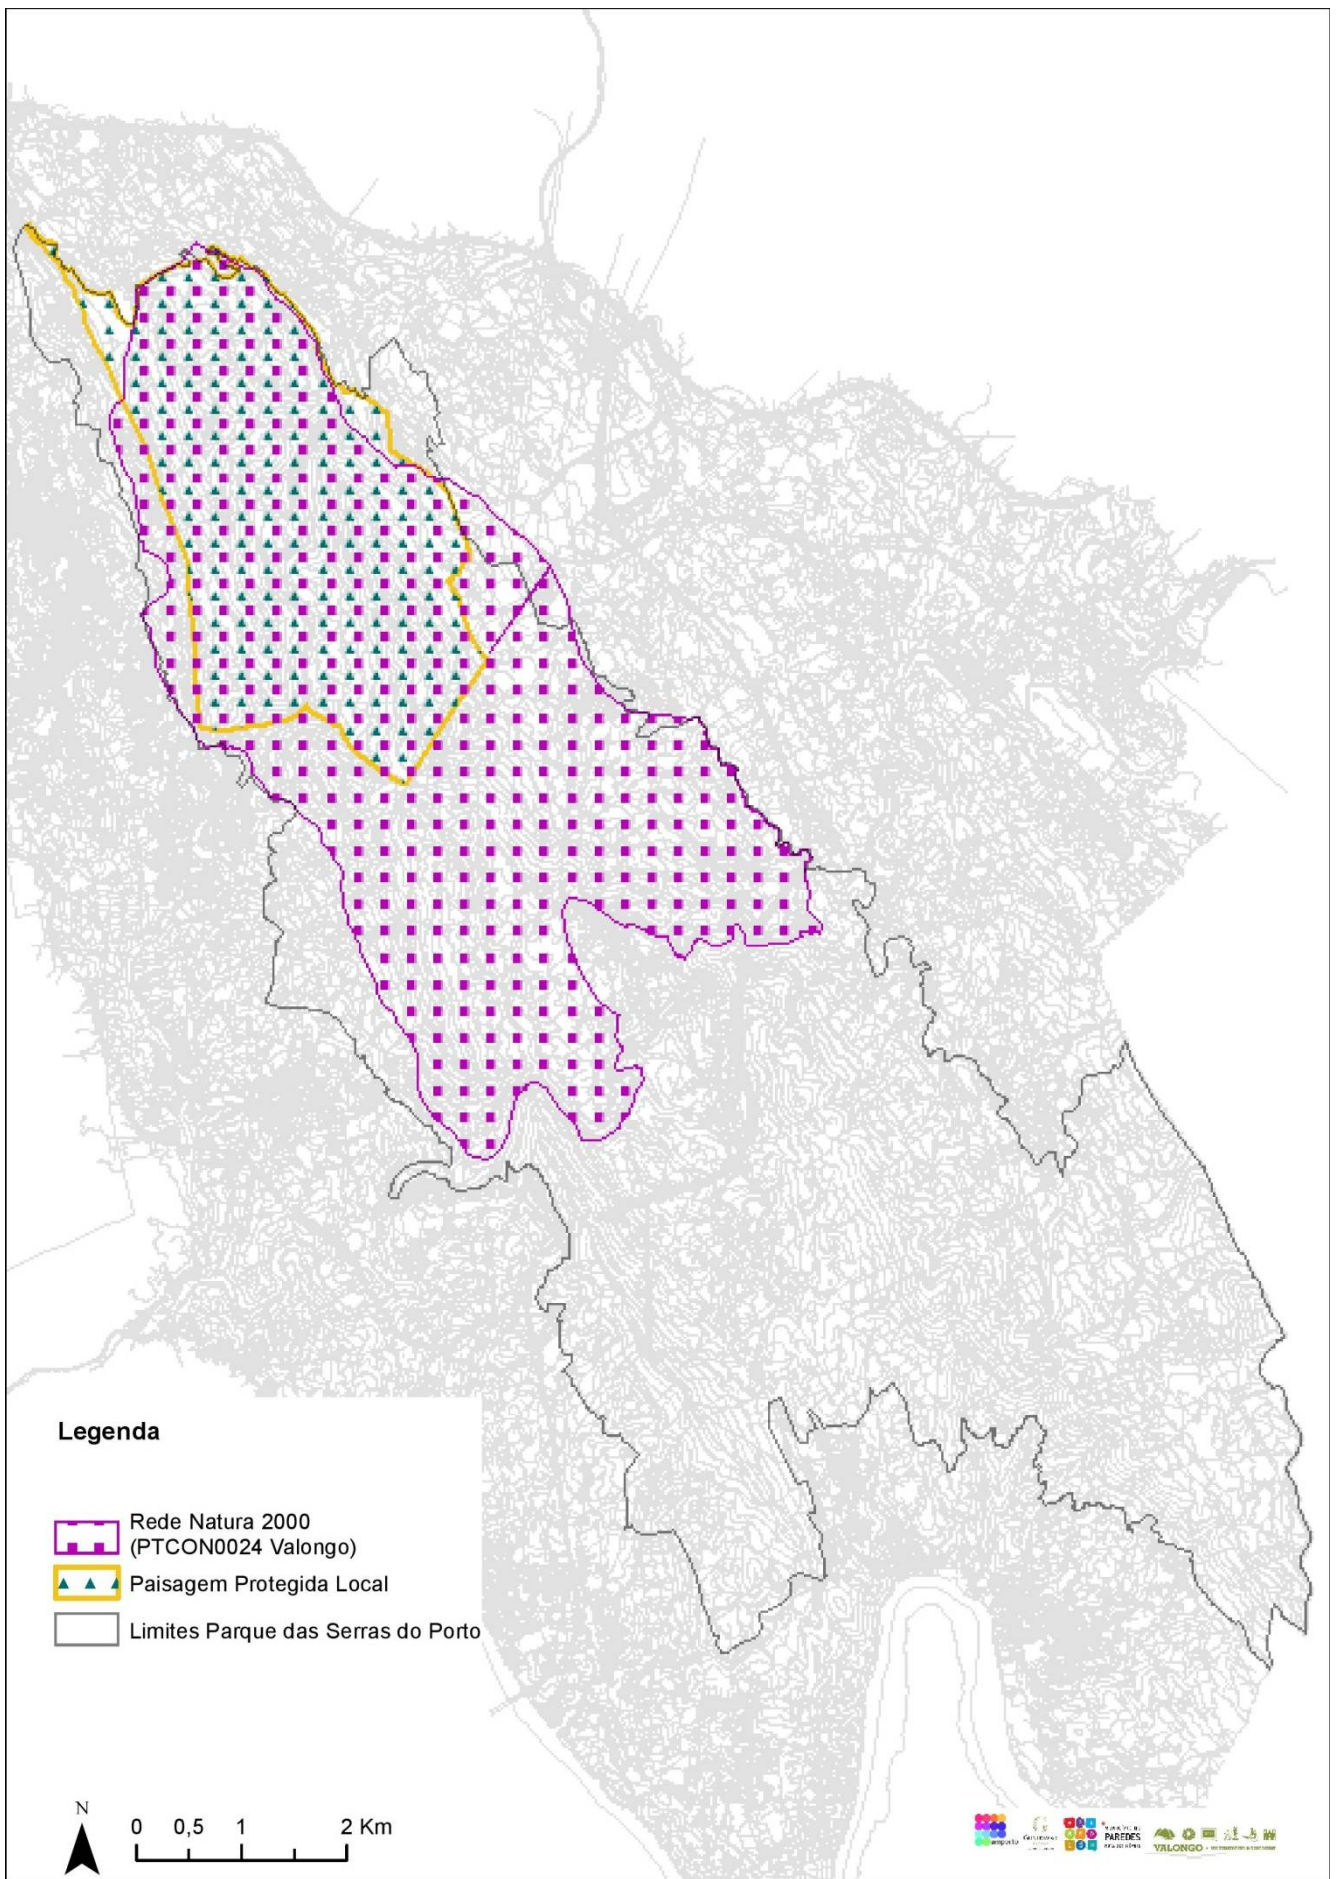 Legenda
Rede Natura 2000
(PTCON0024 Valongo)
Paisagem Protegida Local
Limites Parque das Serras do Porto
N
0 0,5 1 2 Km
PAREDES
VALONGO